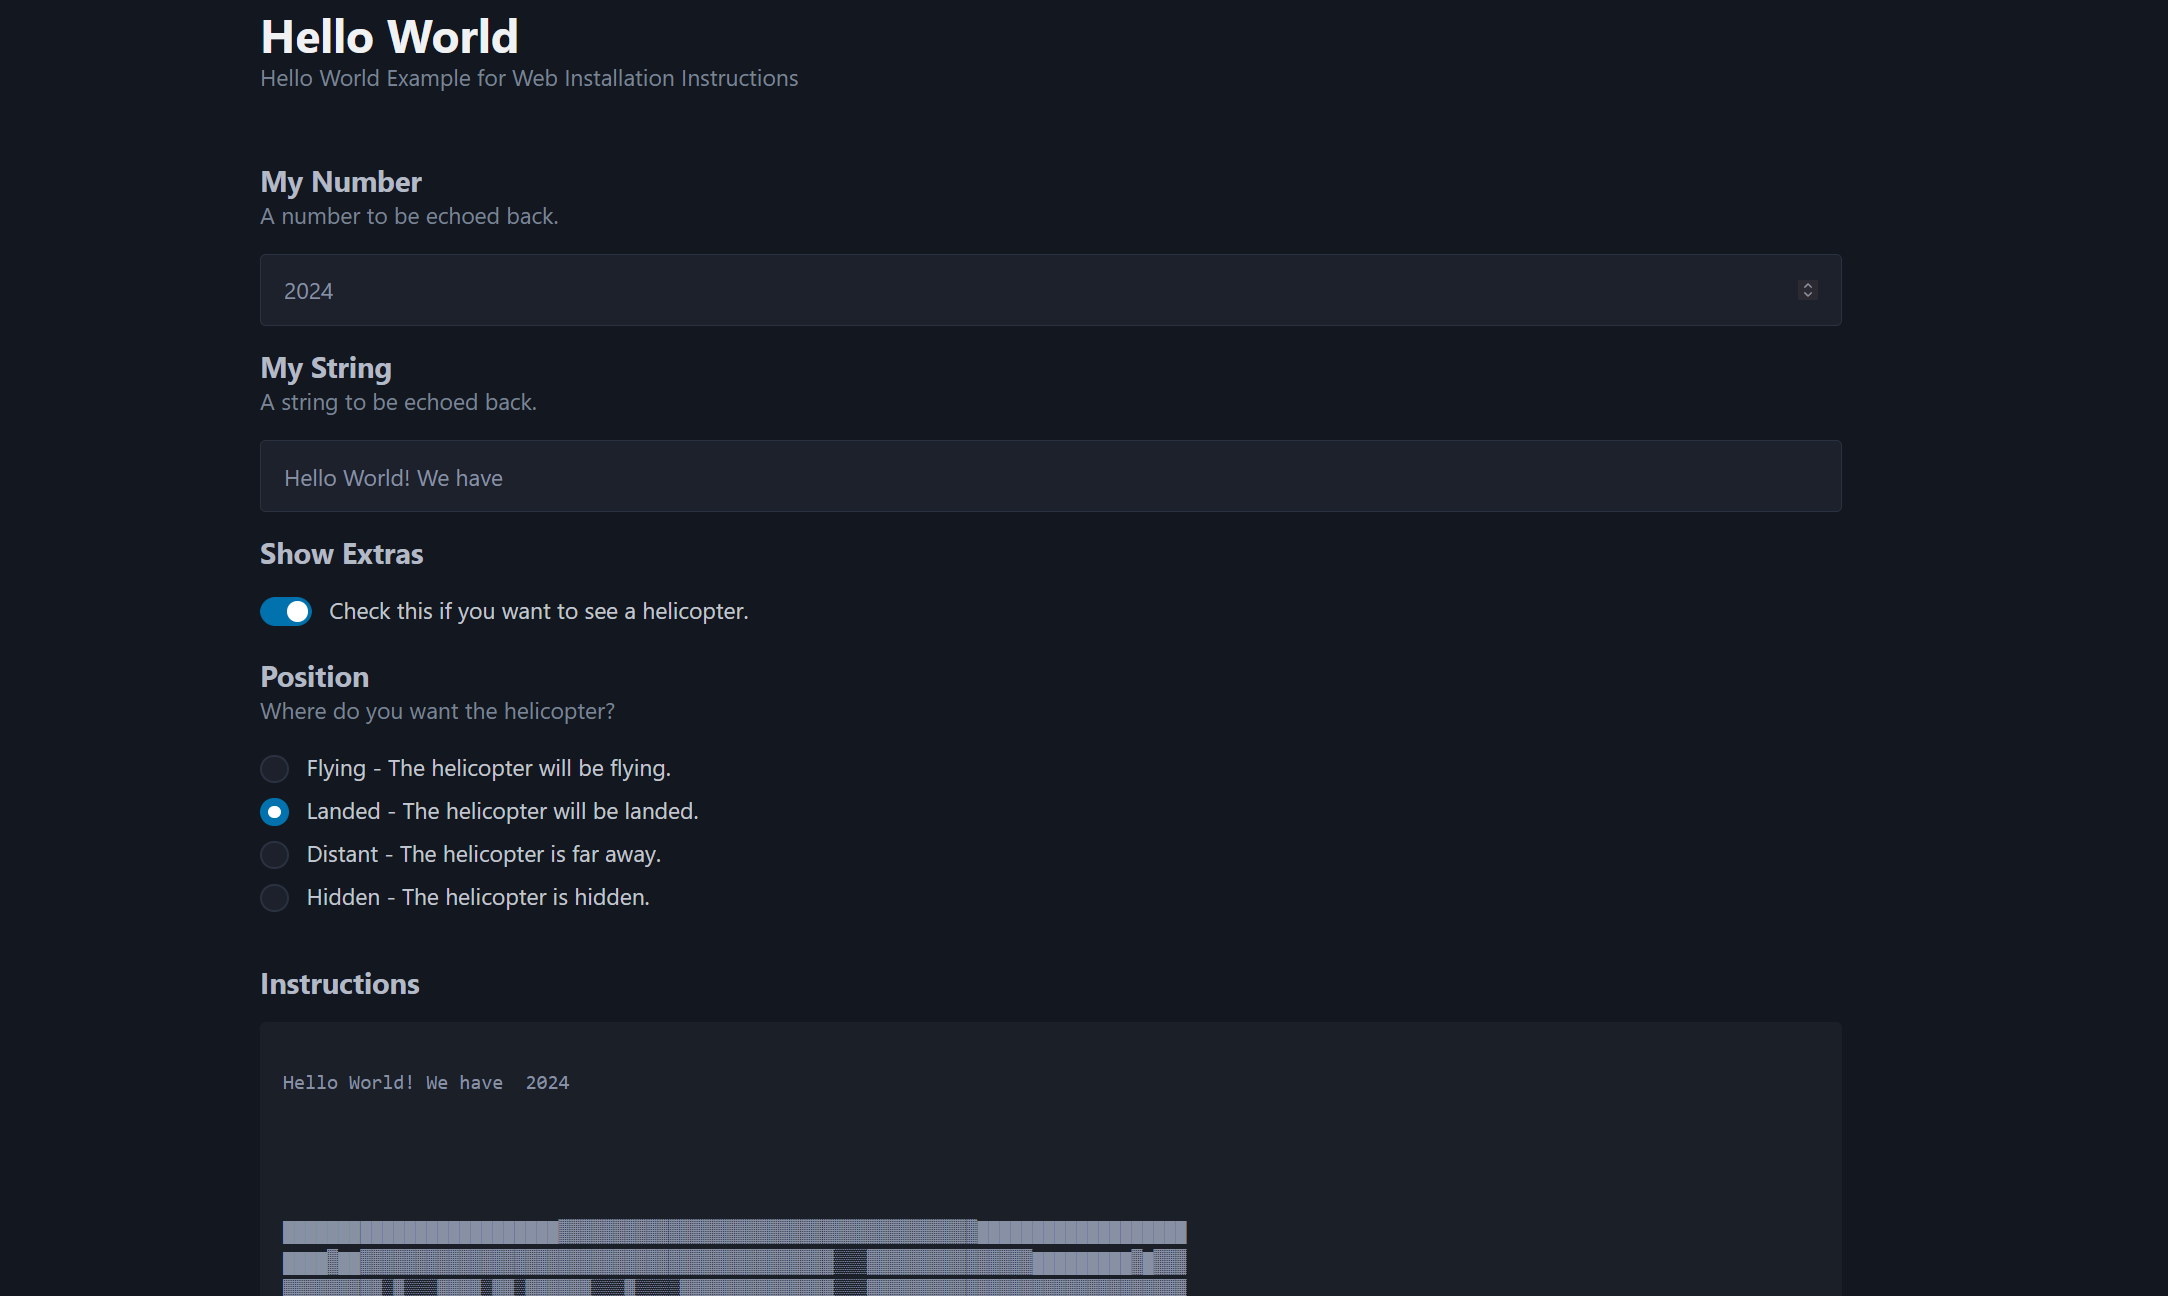 Hello World
Hello World Example for Web Installation Instructions
My Number
A number to be echoed back.
2024
My String
A string to be echoed back.
Hello World! We have
Show Extras
Check this if you want to see a helicopter.
Position
Where do you want the helicopter?
Flying - The helicopter will be flying.
Landed - The helicopter will be landed.
Distant - The helicopter is far away.
Hidden - The helicopter is hidden.
Instructions
Hello World! We have  2024